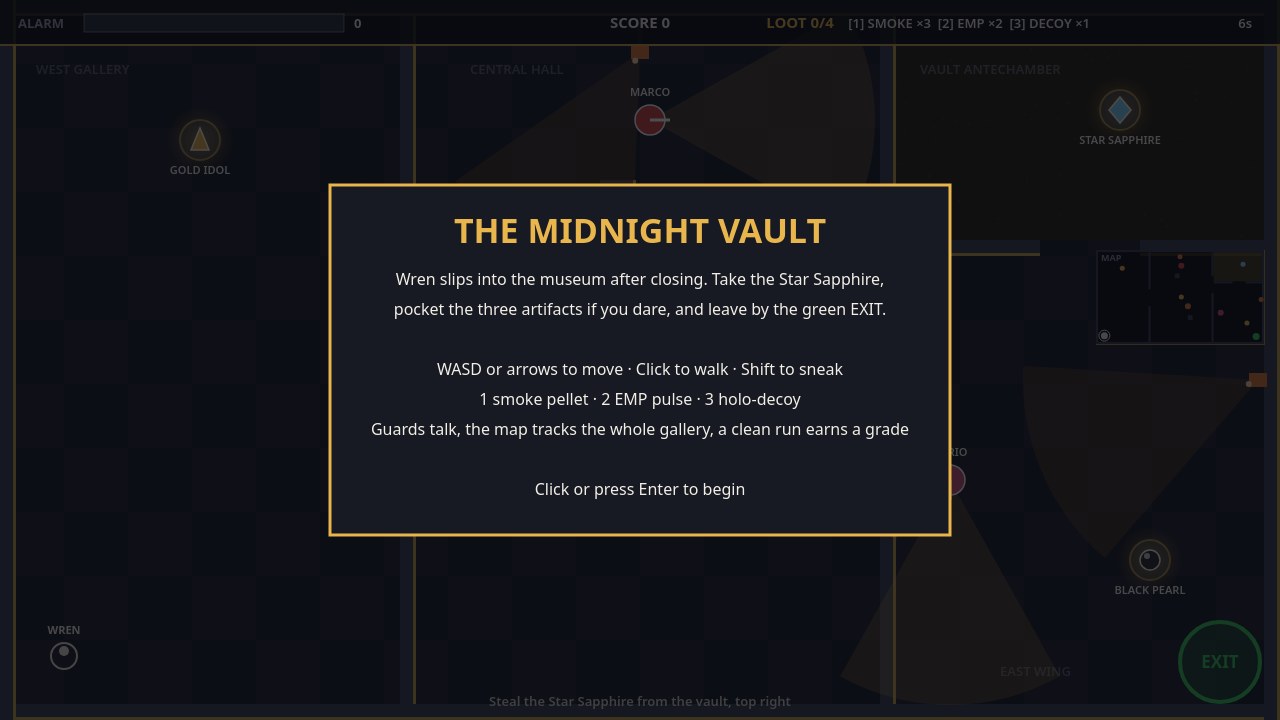 ALARM 0 SCORE 0 LOOT 0/4 [1] SMOKE ×3 [2] EMP ×2 [3] DECOY ×1 6s
WEST GALLERY
CENTRAL HALL
VAULT ANTECHAMBER
MARCO
STAR SAPPHIRE
GOLD IDOL
THE MIDNIGHT VAULT
Wren slips into the museum after closing. Take the Star Sapphire,
pocket the three artifacts if you dare, and leave by the green EXIT.
WASD or arrows to move · Click to walk · Shift to sneak
1 smoke pellet · 2 EMP pulse · 3 holo-decoy
Guards talk, the map tracks the whole gallery, a clean run earns a grade
Click or press Enter to begin
MAP
BLACK PEARL
WREN
EXIT
EAST WING
Steal the Star Sapphire from the vault, top right